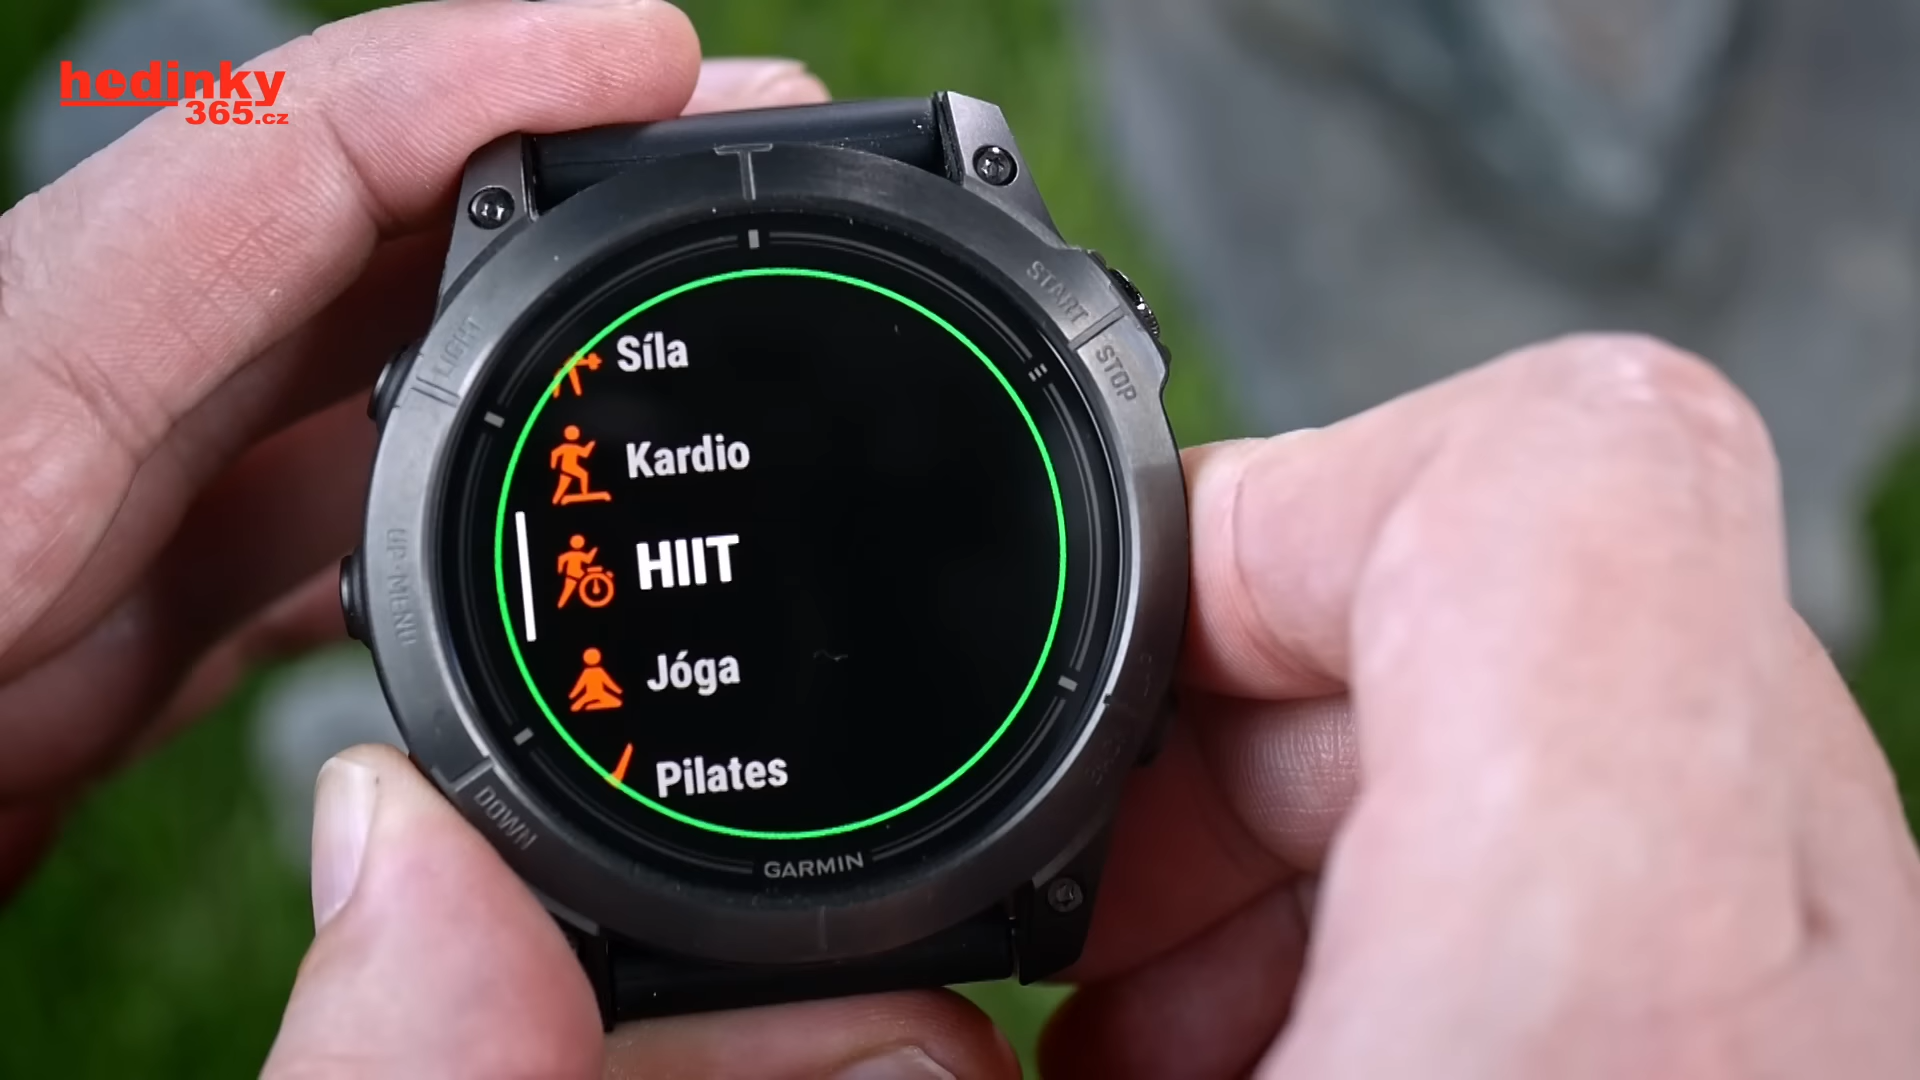 hodinky
365.cz
LIGHT
START
STOP
UP·MENU
DOWN
Síla
Kardio
HIIT
Jóga
Pilates
GARMIN